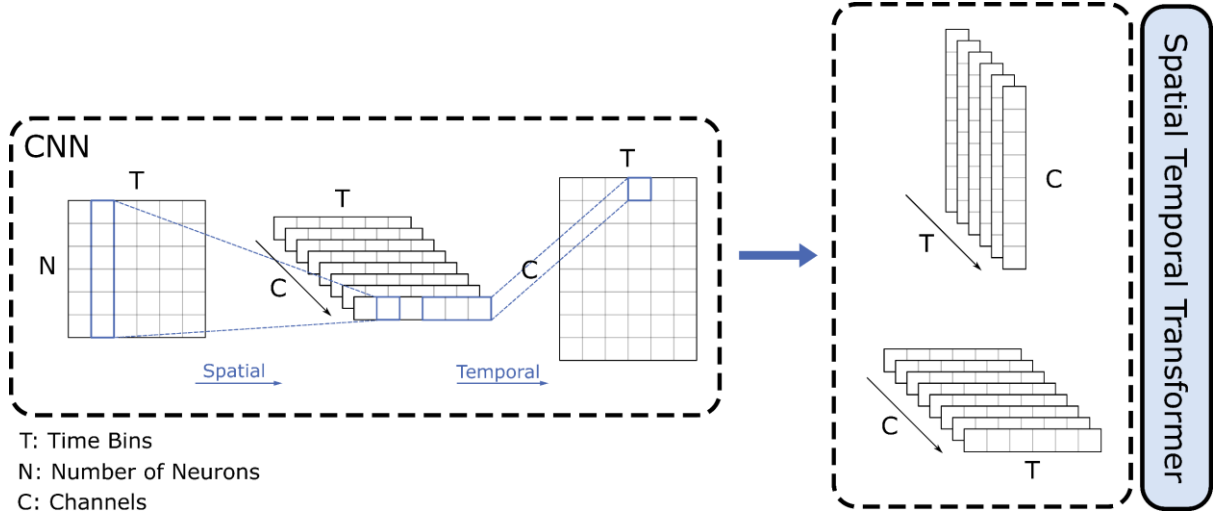 CNN
T
N
Spatial
T
C
Temporal
T
C
T: Time Bins
N: Number of Neurons
C: Channels
T
C
C
T
Spatial Temporal Transformer